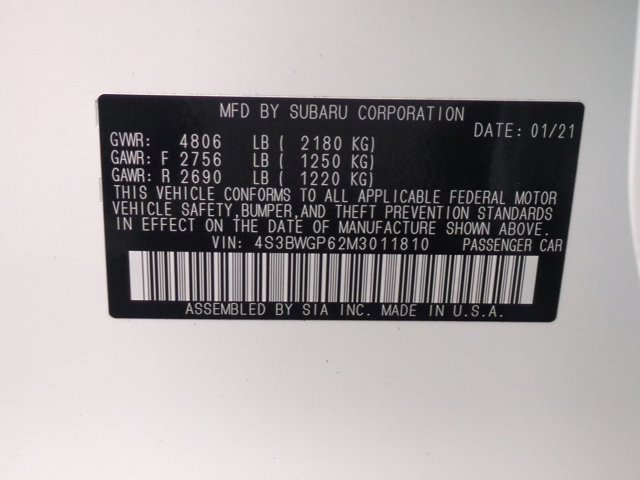 MFD BY SUBARU CORPORATION
DATE: 01/21
GVWR: 4806 LB ( 2180 KG)
GAWR: F 2756 LB ( 1250 KG)
GAWR: R 2690 LB ( 1220 KG)
THIS VEHICLE CONFORMS TO ALL APPLICABLE FEDERAL MOTOR
VEHICLE SAFETY,BUMPER,AND THEFT PREVENTION STANDARDS
IN EFFECT ON THE DATE OF MANUFACTURE SHOWN ABOVE.
VIN: 4S3BWGP62M3011810 PASSENGER CAR
ASSEMBLED BY SIA INC. MADE IN U.S.A.